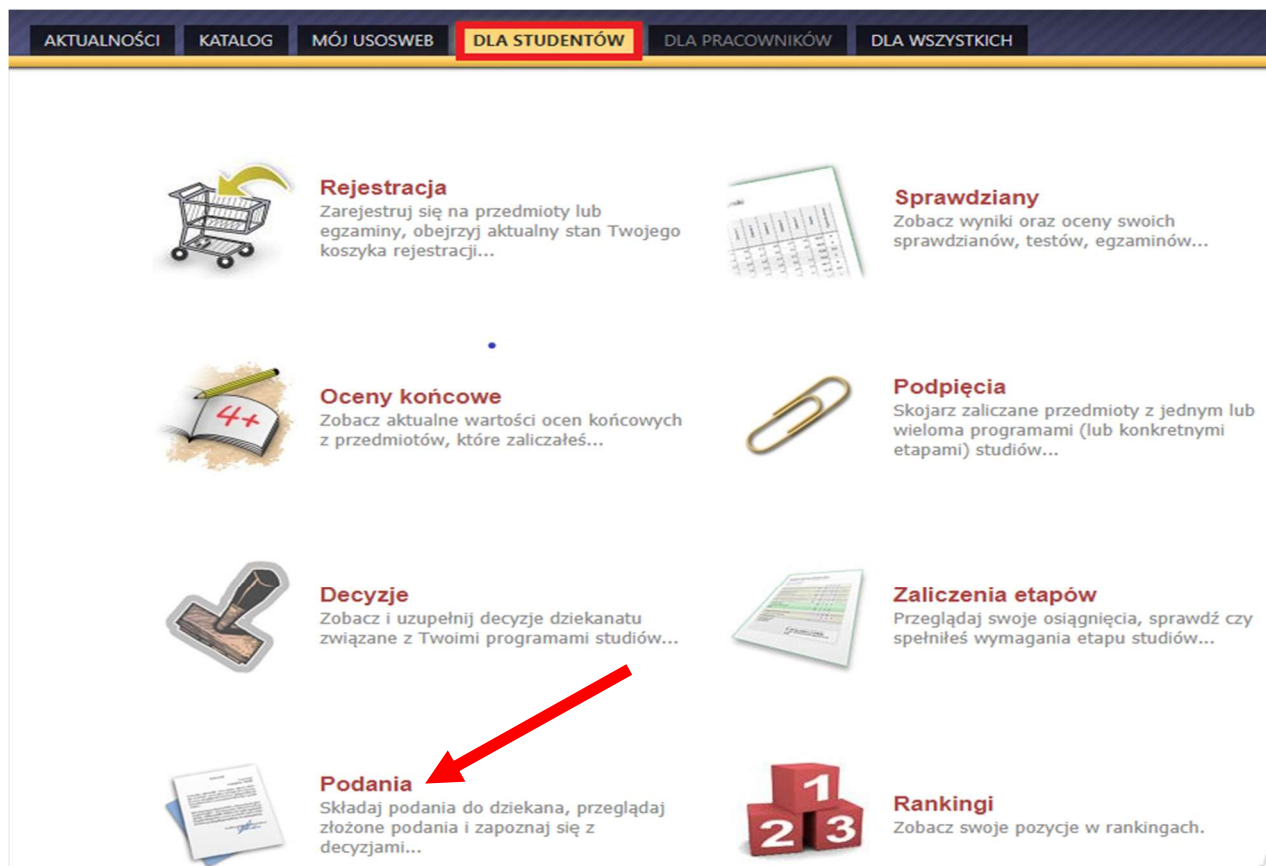 AKTUALNOŚCI KATALOG MÓJ USOSWEB DLA STUDENTÓW DLA PRACOWNIKÓW DLA WSZYSTKICH
Rejestracja
Zarejestruj się na przedmioty lub
egzaminy, obejrzyj aktualny stan Twojego
koszyka rejestracji...
Sprawdziany
Zobacz wyniki oraz oceny swoich
sprawdzianów, testów, egzaminów...
4+
Oceny końcowe
Zobacz aktualne wartości ocen końcowych
z przedmiotów, które zaliczałeś...
Podpięcia
Skojarz zaliczane przedmioty z jednym lub
wieloma programami (lub konkretnymi
etapami) studiów...
Decyzje
Zobacz i uzupełnij decyzje dziekanatu
związane z Twoimi programami studiów...
Zaliczenia etapów
Przeglądaj swoje osiągnięcia, sprawdź czy
spełniłeś wymagania etapu studiów...
Podania
Składaj podania do dziekana, przeglądaj
złożone podania i zapoznaj się z
decyzjami...
1
2 3
Rankingi
Zobacz swoje pozycje w rankingach.